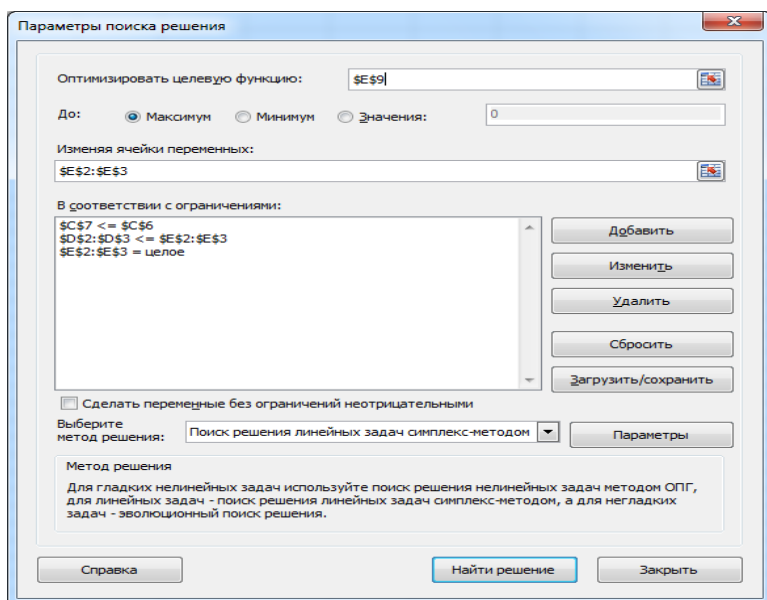 Параметры поиска решения
Оптимизировать целевую функцию: $E$9
До: Максимум Минимум Значения: 0
Изменяя ячейки переменных:
$E$2:$E$3
В соответствии с ограничениями:
$C$7 <= $C$6
$D$2:$D$3 <= $E$2:$E$3
$E$2:$E$3 = целое
Добавить
Изменить
Удалить
Сбросить
Загрузить/сохранить
Сделать переменные без ограничений неотрицательными
Выберите
метод решения: Поиск решения линейных задач симплекс-методом Параметры
Метод решения
Для гладких нелинейных задач используйте поиск решения нелинейных задач методом ОПГ,
для линейных задач - поиск решения линейных задач симплекс-методом, а для негладких
задач - эволюционный поиск решения.
Справка Найти решение Закрыть